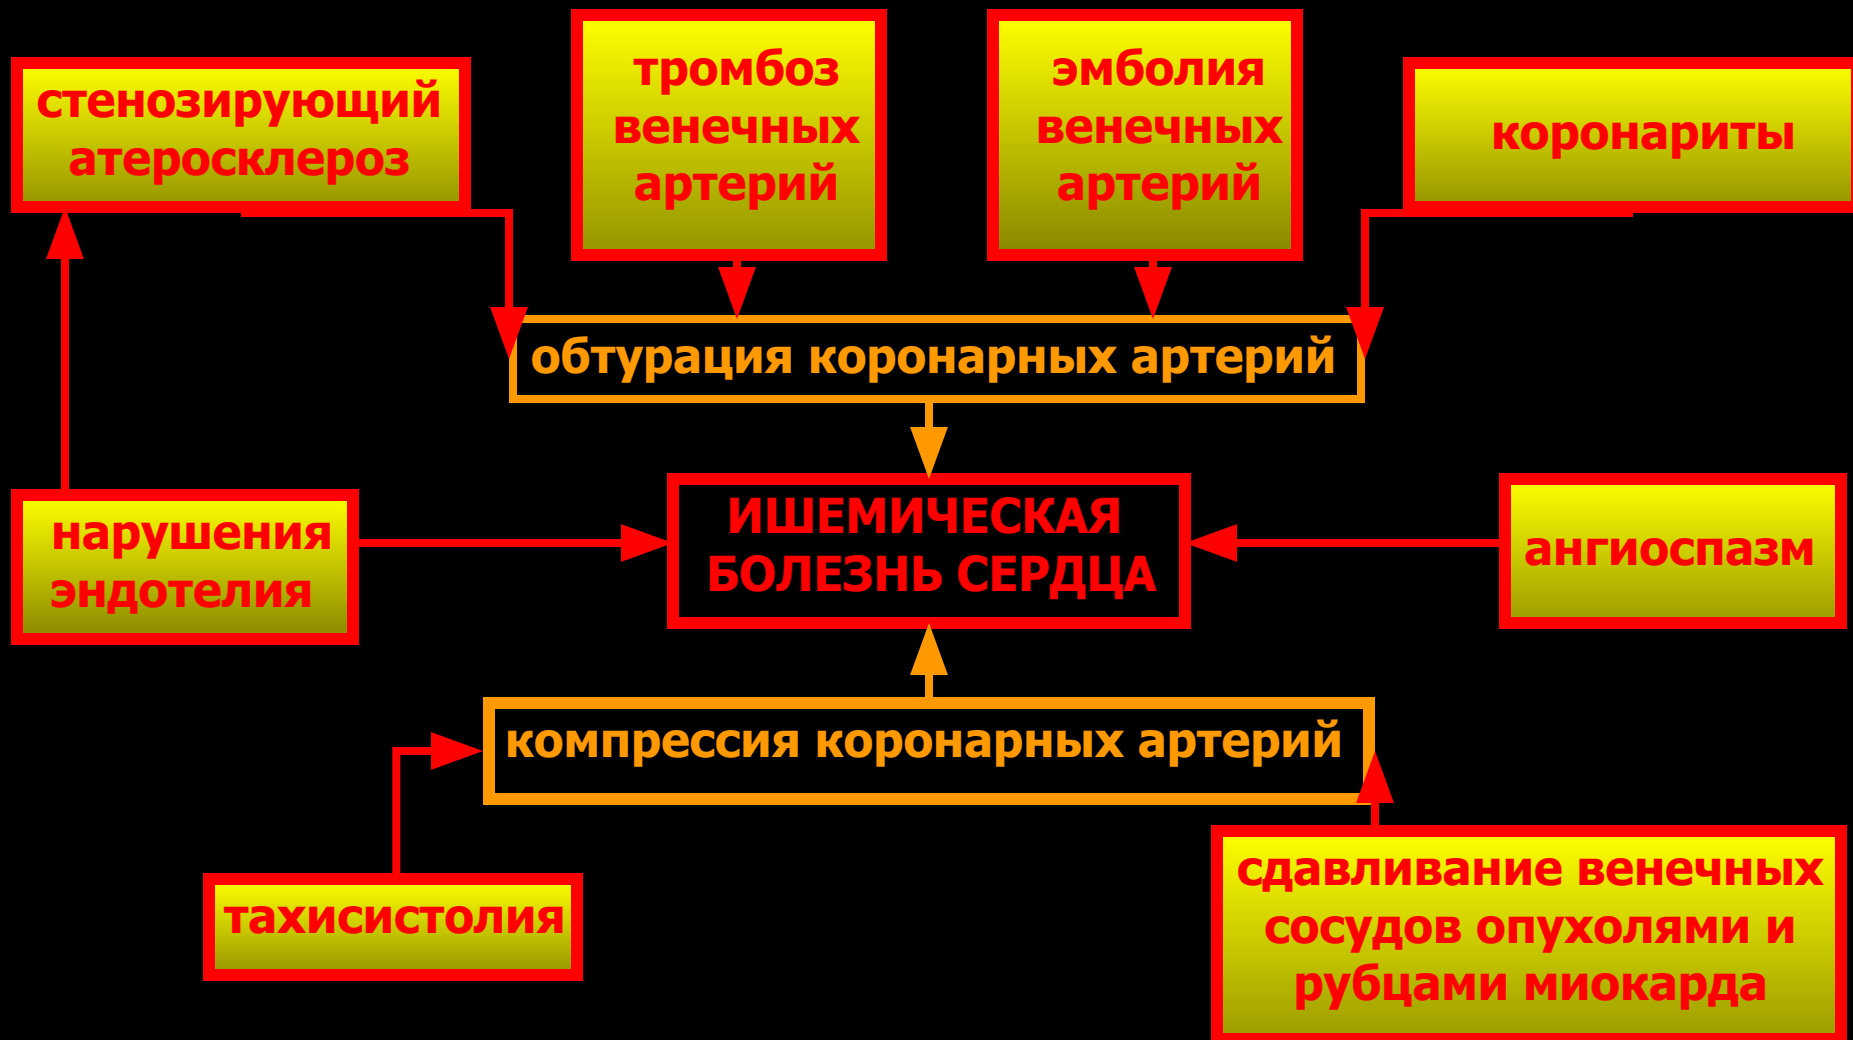 стенозирующий
атеросклероз
тромбоз
венечных
артерий
эмболия
венечных
артерий
коронариты
обтурация коронарных артерий
нарушения
эндотелия
ИШЕМИЧЕСКАЯ
БОЛЕЗНЬ СЕРДЦА
ангиоспазм
компрессия коронарных артерий
тахисистолия
сдавливание венечных
сосудов опухолями и
рубцами миокарда